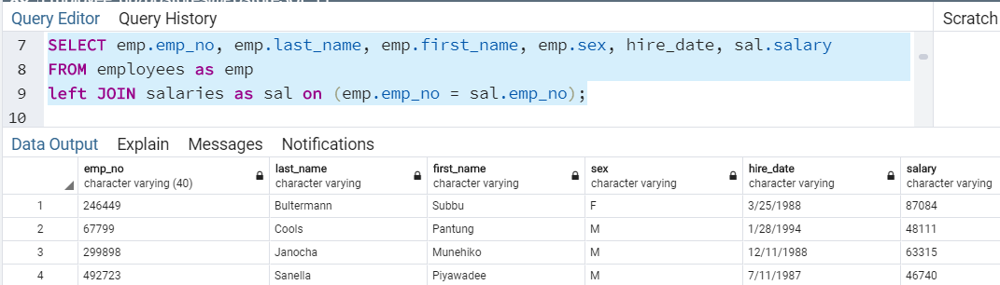 Query Editor Query History Scratch
7 SELECT emp.emp_no, emp.last_name, emp.first_name, emp.sex, hire_date, sal.salary
8 FROM employees as emp
9 left JOIN salaries as sal on (emp.emp_no = sal.emp_no);
10
Data Output Explain Messages Notifications
emp_no last_name first_name sex hire_date salary
character varying (40) character varying character varying character varying character varying character varying
1 246449 Bultermann Subbu F 3/25/1988 87084
2 67799 Cools Pantung M 1/28/1994 48111
3 299898 Janocha Munehiko M 12/11/1988 63315
4 492723 Sanella Piyawadee M 7/11/1987 46740